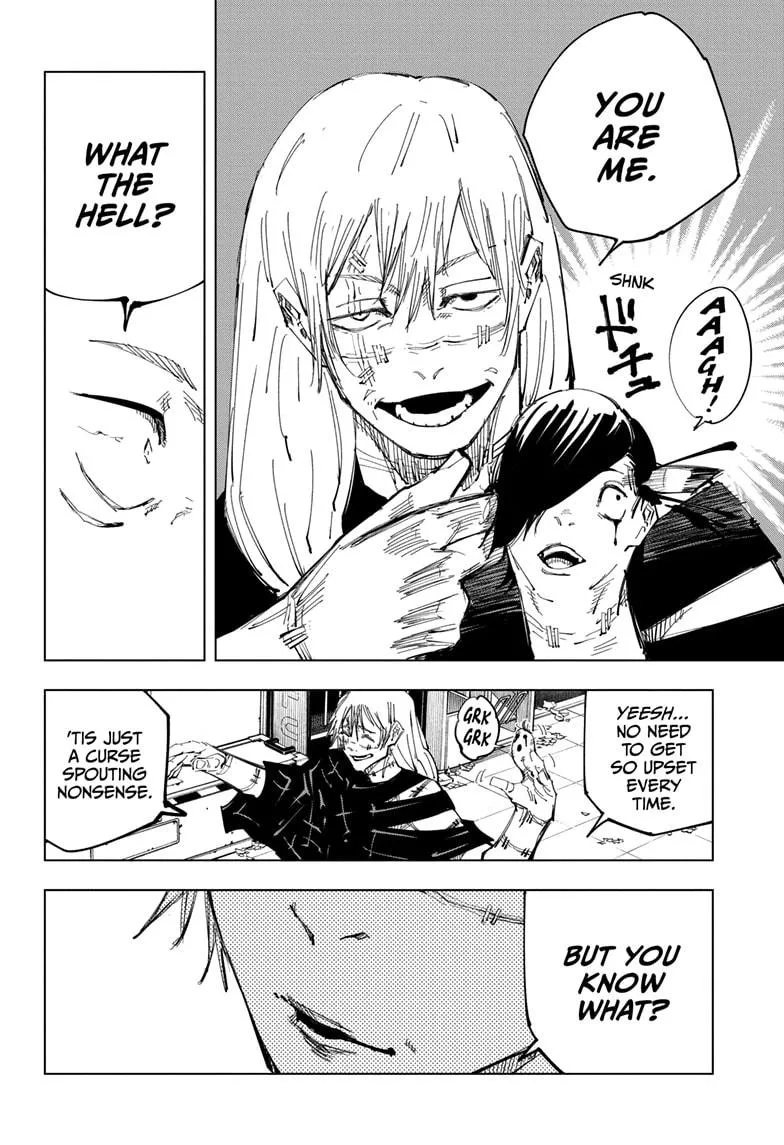 YOU
ARE
ME.
SHNK
ドチュ
AAAGH!
WHAT
THE
HELL?
YEESH...
NO NEED
TO GET
SO UPSET
EVERY
TIME.
GRK
GRK
'TIS JUST
A CURSE
SPOUTING
NONSENSE.
BUT YOU
KNOW
WHAT?